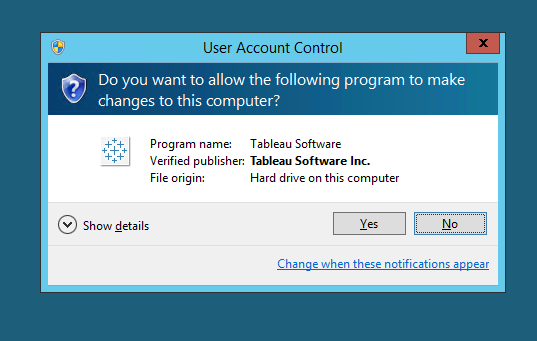 User Account Control
Do you want to allow the following program to make
changes to this computer?
Program name: Tableau Software
Verified publisher: Tableau Software Inc.
File origin: Hard drive on this computer
Show details
Yes
No
Change when these notifications appear